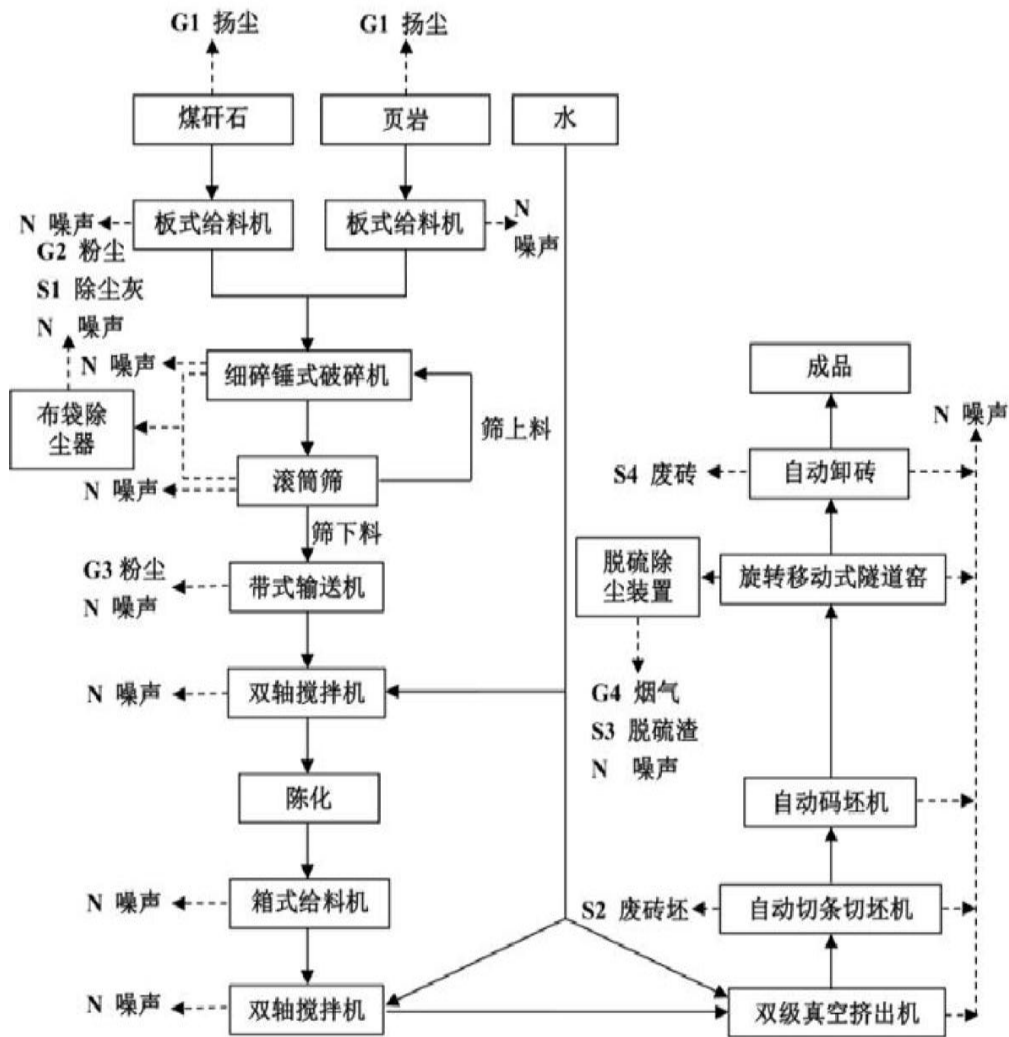 G1 扬尘
G1 扬尘
煤矸石
页岩
水
N 噪声
板式给料机
板式给料机
N
噪声
G2 粉尘
S1 除尘灰
N 噪声
N 噪声
细碎锤式破碎机
布袋除
尘器
筛上料
N 噪声
滚筒筛
筛下料
G3 粉尘
N 噪声
带式输送机
N 噪声
双轴搅拌机
陈化
N 噪声
箱式给料机
N 噪声
双轴搅拌机
成品
N 噪声
S4 废砖
自动卸砖
脱硫除
尘装置
旋转移动式隧道窑
G4 烟气
S3 脱硫渣
N 噪声
自动码坯机
S2 废砖坯
自动切条切坯机
双级真空挤出机